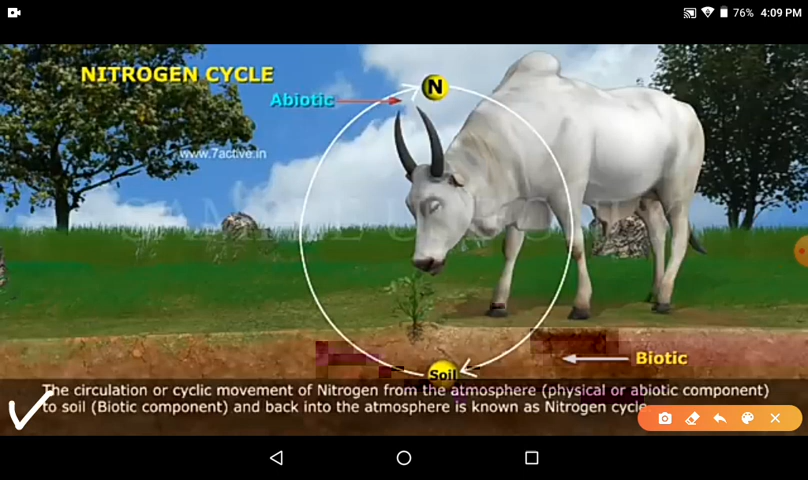 76% 4:09 PM
NITROGEN CYCLE
N
Abiotic
www.7active.in
Soil
Biotic
The circulation or cyclic movement of Nitrogen from the atmosphere (physical or abiotic component)
to soil (Biotic component) and back into the atmosphere is known as Nitrogen cycle